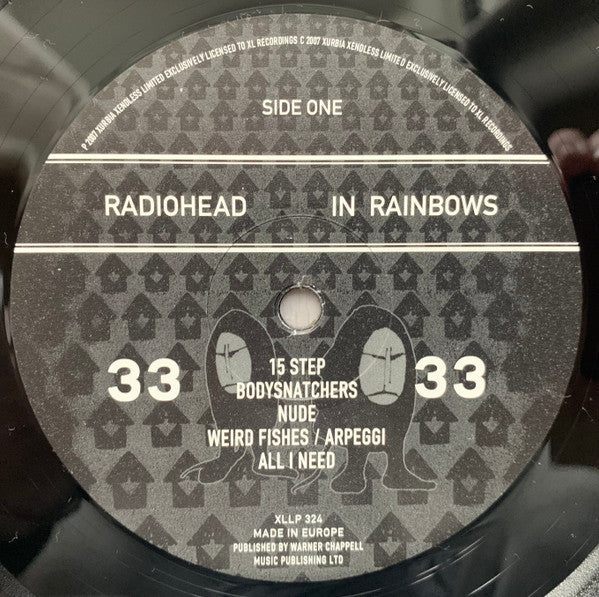 P 2007 XURBIA XENDLESS LIMITED EXCLUSIVELY LICENSED TO XL RECORDINGS C 2007 XURBIA XENDLESS LIMITED EXCLUSIVELY LICENSED TO XL RECORDINGS
SIDE ONE
RADIOHEAD IN RAINBOWS
33 33
15 STEP
BODYSNATCHERS
NUDE
WEIRD FISHES / ARPEGGI
ALL I NEED
XLLP 324
MADE IN EUROPE
PUBLISHED BY WARNER CHAPPELL
MUSIC PUBLISHING LTD